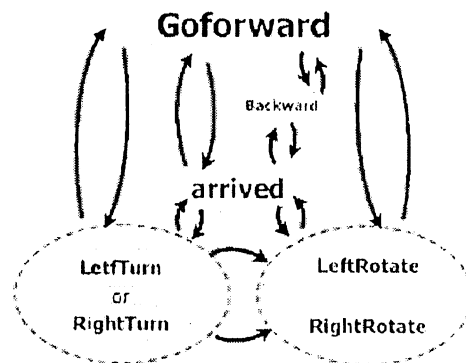 Goforward
Backward
arrived
LetfTurn
or
RightTurn
LeftRotate
RightRotate